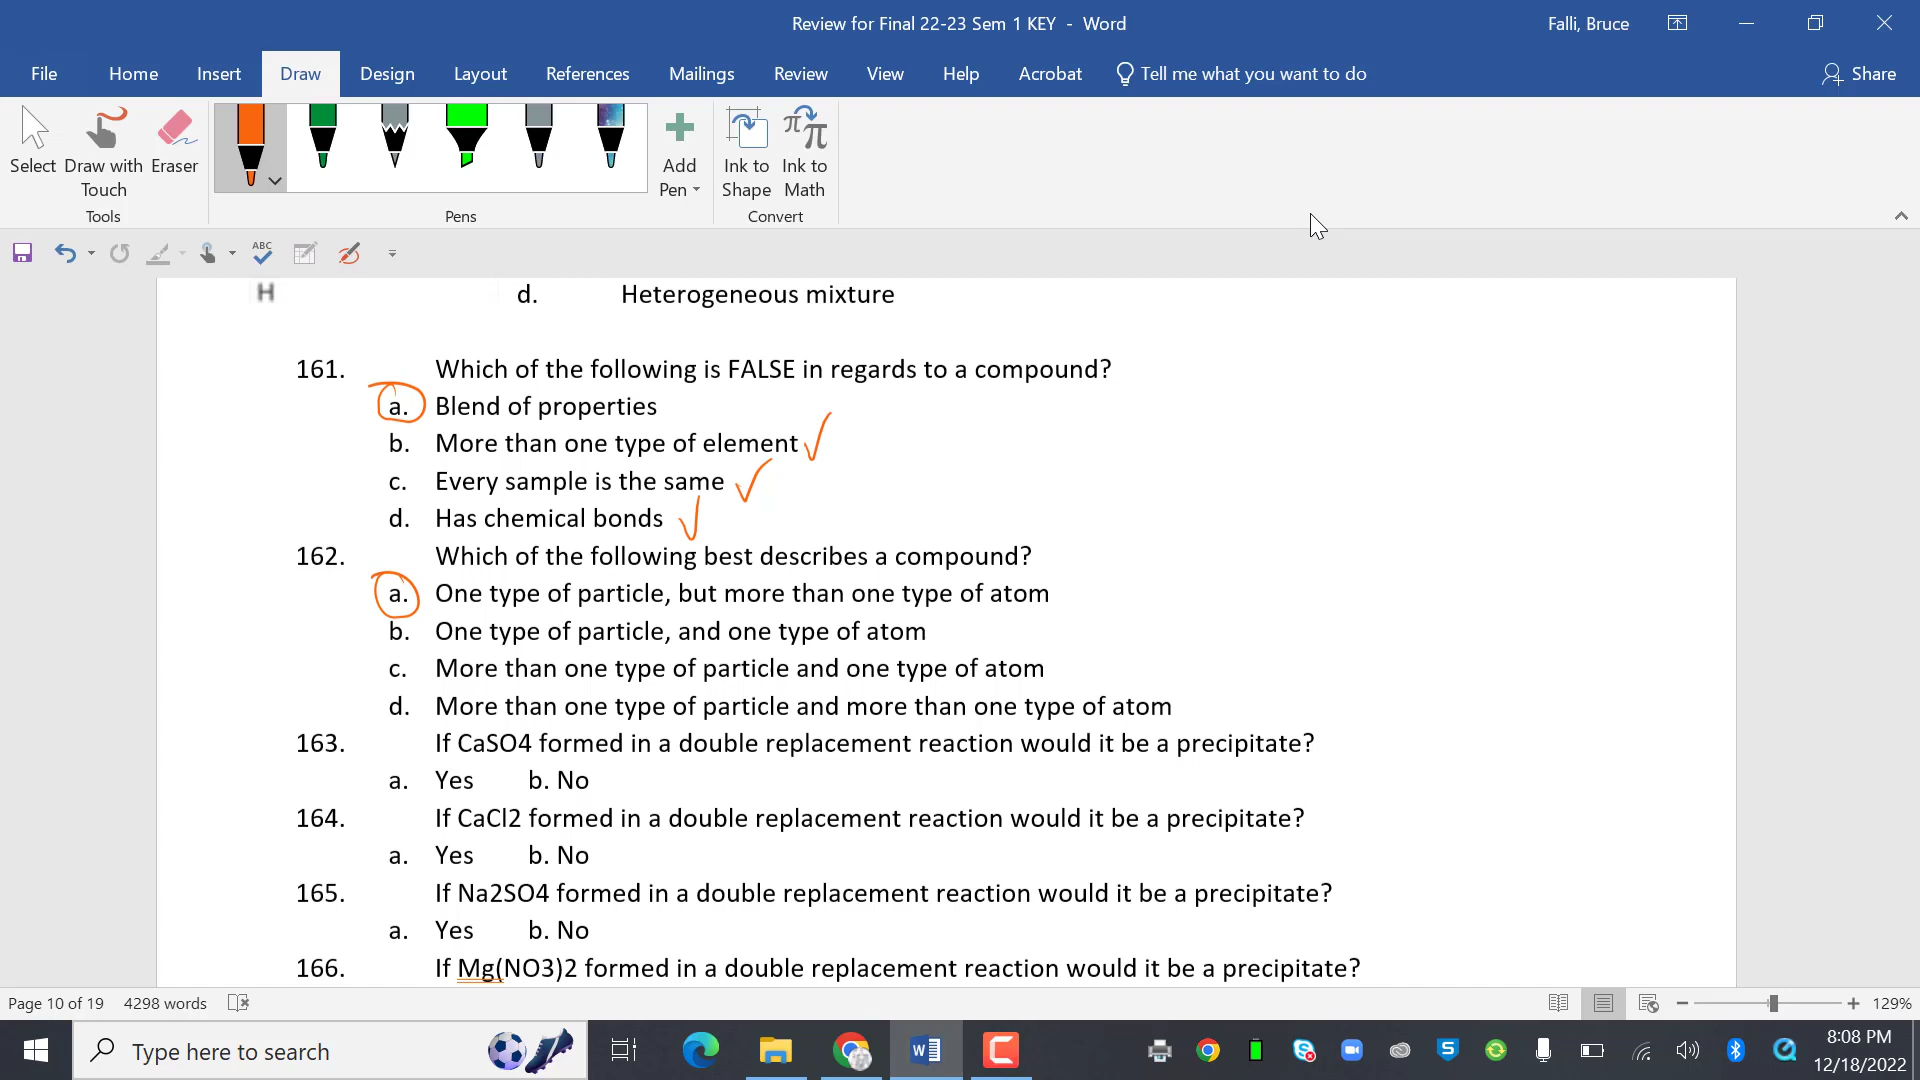 Review for Final 22-23 Sem 1 KEY - Word
Falli, Bruce
File Home Insert Draw Design Layout References Mailings Review View Help Acrobat Tell me what you want to do Share
Select Draw with Touch Eraser
Add Pen
Ink to Shape
Ink to Math
Tools Pens Convert
ABC
H d. Heterogeneous mixture
161. Which of the following is FALSE in regards to a compound?
a. Blend of properties
b. More than one type of element
c. Every sample is the same
d. Has chemical bonds
162. Which of the following best describes a compound?
a. One type of particle, but more than one type of atom
b. One type of particle, and one type of atom
c. More than one type of particle and one type of atom
d. More than one type of particle and more than one type of atom
163. If CaSO4 formed in a double replacement reaction would it be a precipitate?
a. Yes b. No
164. If CaCl2 formed in a double replacement reaction would it be a precipitate?
a. Yes b. No
165. If Na2SO4 formed in a double replacement reaction would it be a precipitate?
a. Yes b. No
166. If Mg(NO3)2 formed in a double replacement reaction would it be a precipitate?
Page 10 of 19 4298 words 129%
Type here to search
8:08 PM
12/18/2022